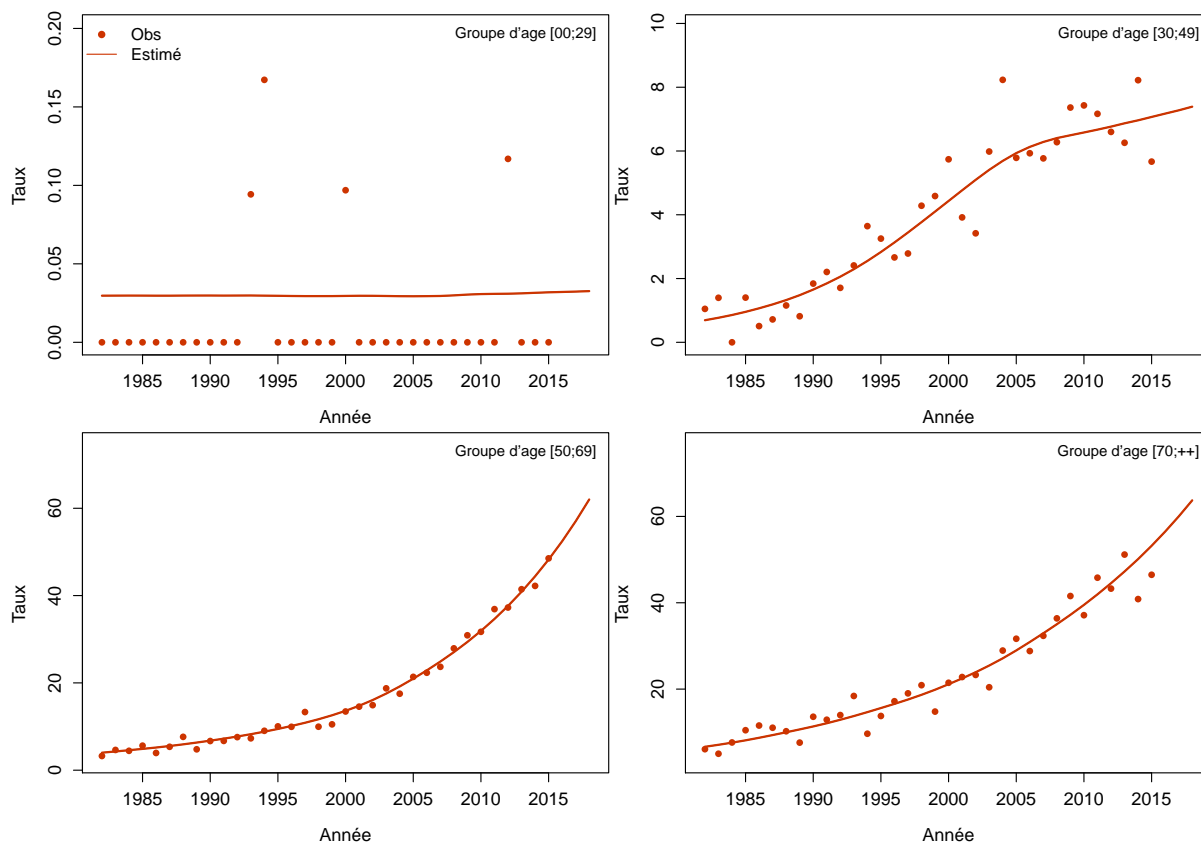 Groupe d'age [00;29]
Obs
Estimé
Taux
0.20
0.15
0.10
0.05
0.00
1985 1990 1995 2000 2005 2010 2015
Année
Groupe d'age [30;49]
Taux
10
8
6
4
2
0
1985 1990 1995 2000 2005 2010 2015
Année
Groupe d'age [50;69]
Taux
60
40
20
0
1985 1990 1995 2000 2005 2010 2015
Année
Groupe d'age [70;++]
Taux
60
40
20
1985 1990 1995 2000 2005 2010 2015
Année